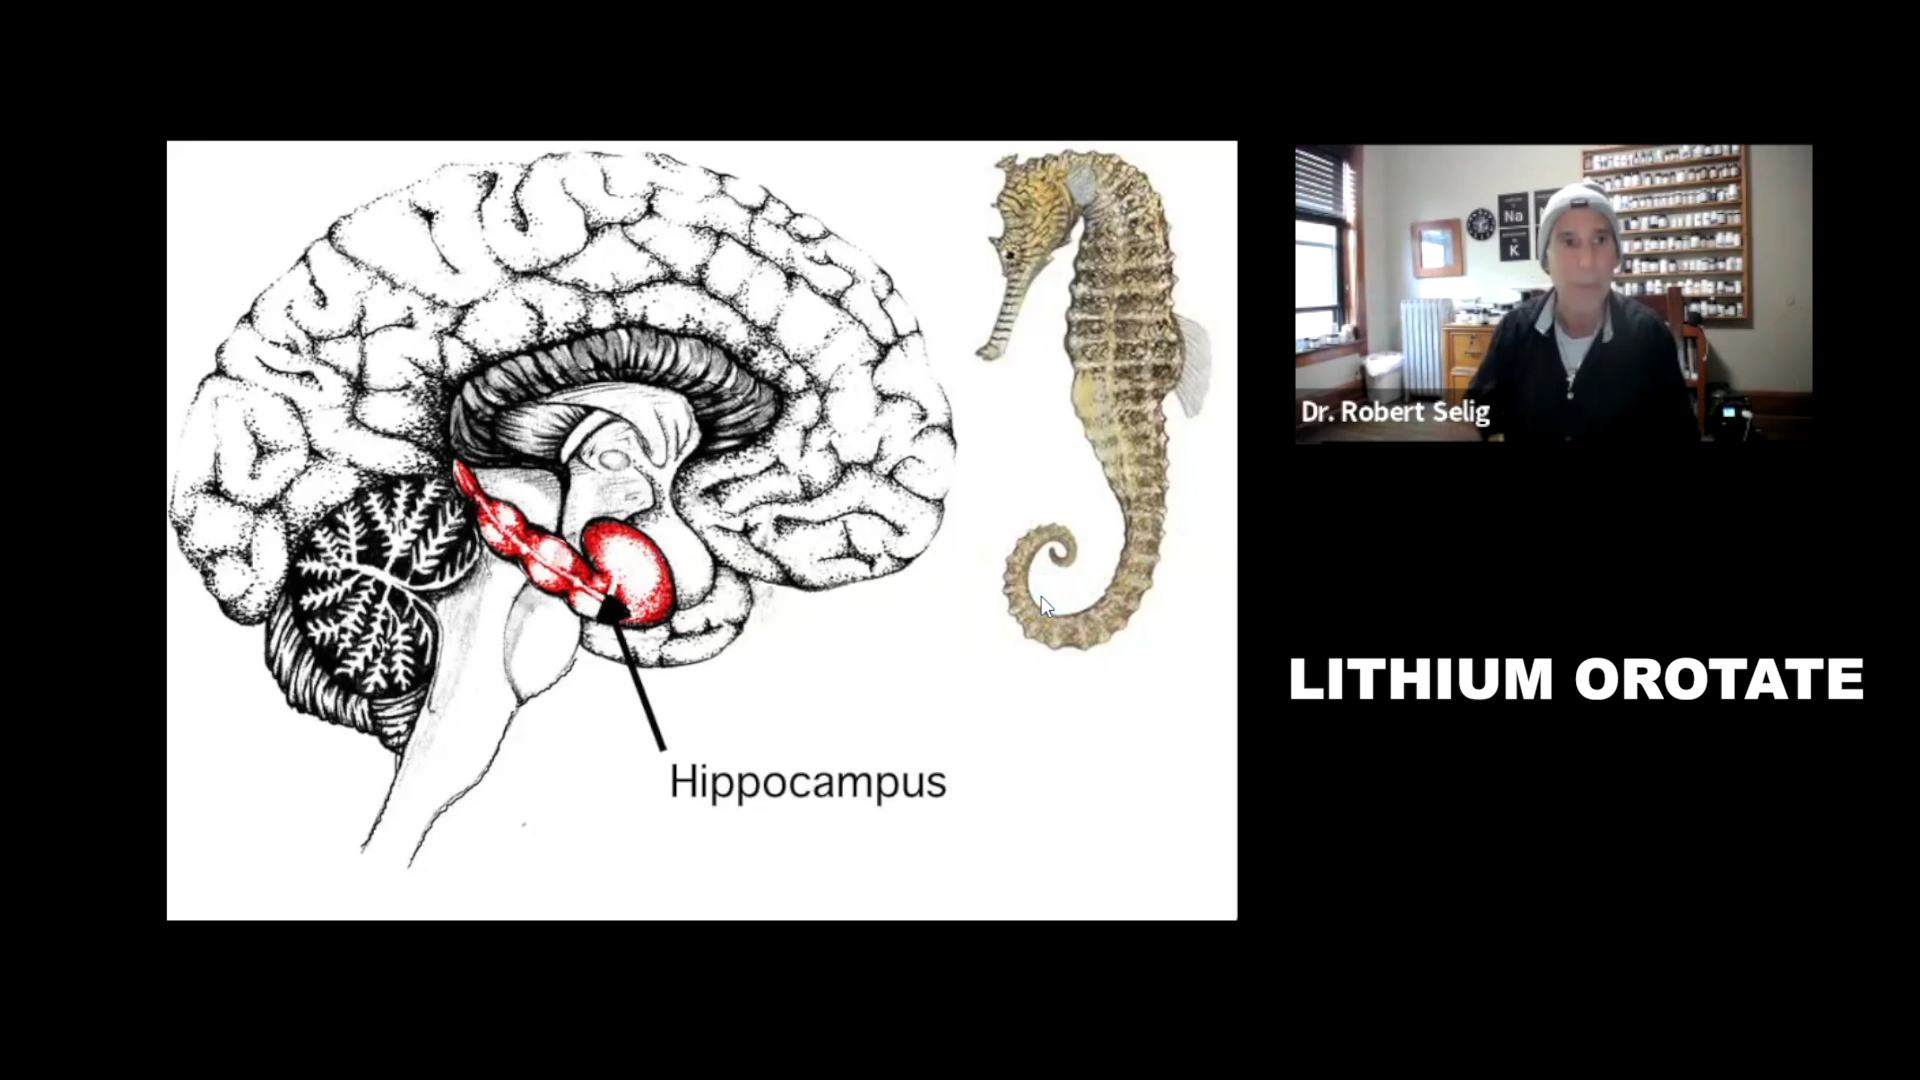 Na
K
Dr. Robert Selig
LITHIUM OROTATE
Hippocampus